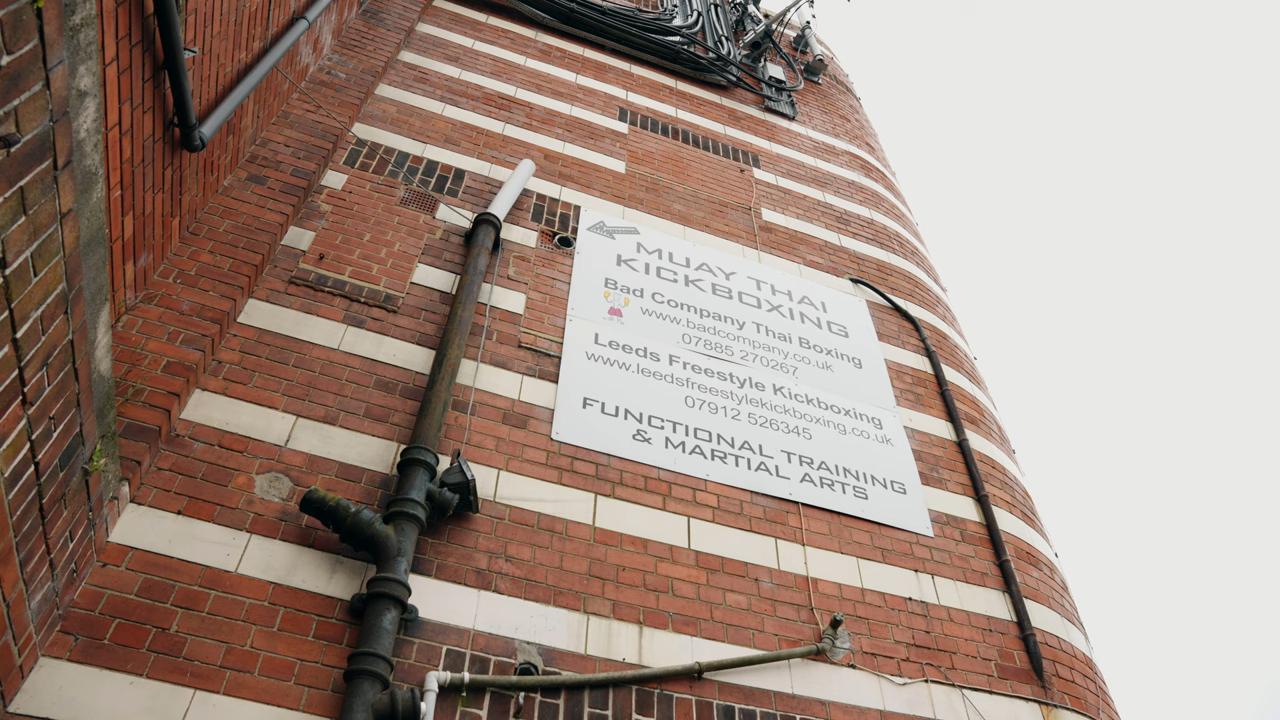 MUAY THAI
KICKBOXING
Bad Company Thai Boxing
www.badcompany.co.uk
07885 270267
Leeds Freestyle Kickboxing
www.leedsfreestylekickboxing.co.uk
07912 526345
FUNCTIONAL TRAINING
& MARTIAL ARTS